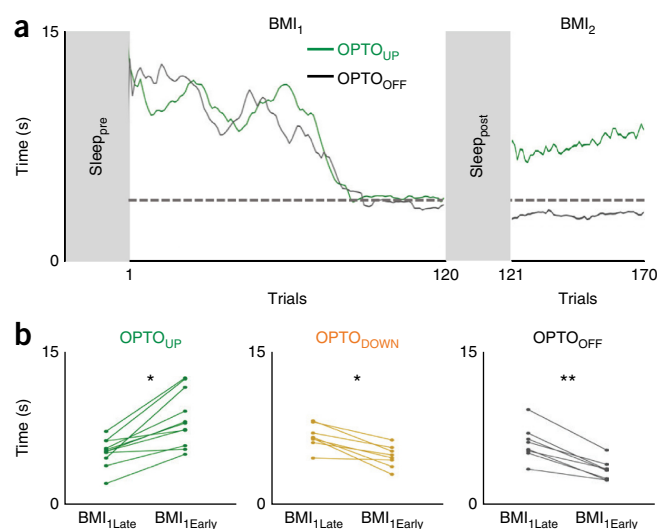 a
BMI1
BMI2
15
OPTOUP
OPTOOFF
Time (s)
Sleeppre
Sleeppost
0
1
120
121
170
Trials
Trials
b
OPTOUP
OPTODOWN
OPTOOFF
15
15
15
*
*
**
Time (s)
0
0
0
BMI1Late
BMI1Early
BMI1Late
BMI1Early
BMI1Late
BMI1Early